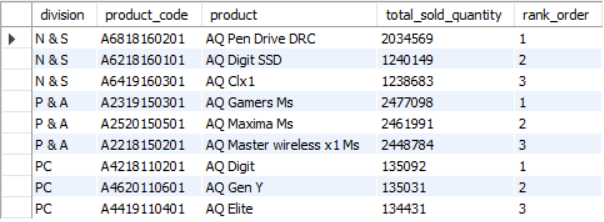 division product_code product total_sold_quantity rank_order
N & S A6818160201 AQ Pen Drive DRC 2034569 1
N & S A6218160101 AQ Digit SSD 1240149 2
N & S A6419160301 AQ Clx1 1238683 3
P & A A2319150301 AQ Gamers Ms 2477098 1
P & A A2520150501 AQ Maxima Ms 2461991 2
P & A A2218150201 AQ Master wireless x1 Ms 2448784 3
PC A4218110201 AQ Digit 135092 1
PC A4620110601 AQ Gen Y 135031 2
PC A4419110401 AQ Elite 134431 3